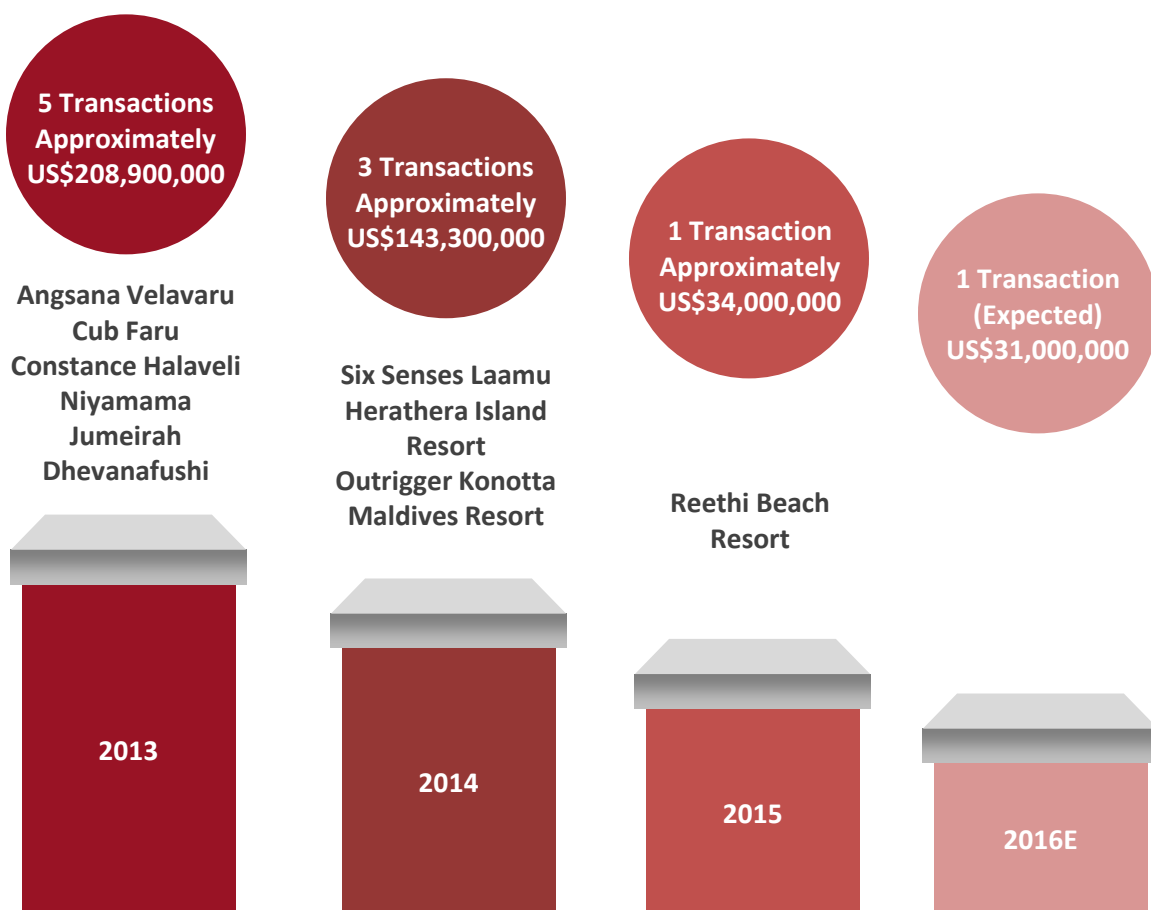 5 Transactions
Approximately
US$208,900,000
Angsana Velavaru
Cub Faru
Constance Halaveli
Niyamama
Jumeirah
Dhevanafushi
2013
3 Transactions
Approximately
US$143,300,000
Six Senses Laamu
Herathera Island
Resort
Outrigger Konotta
Maldives Resort
2014
1 Transaction
Approximately
US$34,000,000
Reethi Beach
Resort
2015
1 Transaction
(Expected)
US$31,000,000
2016E